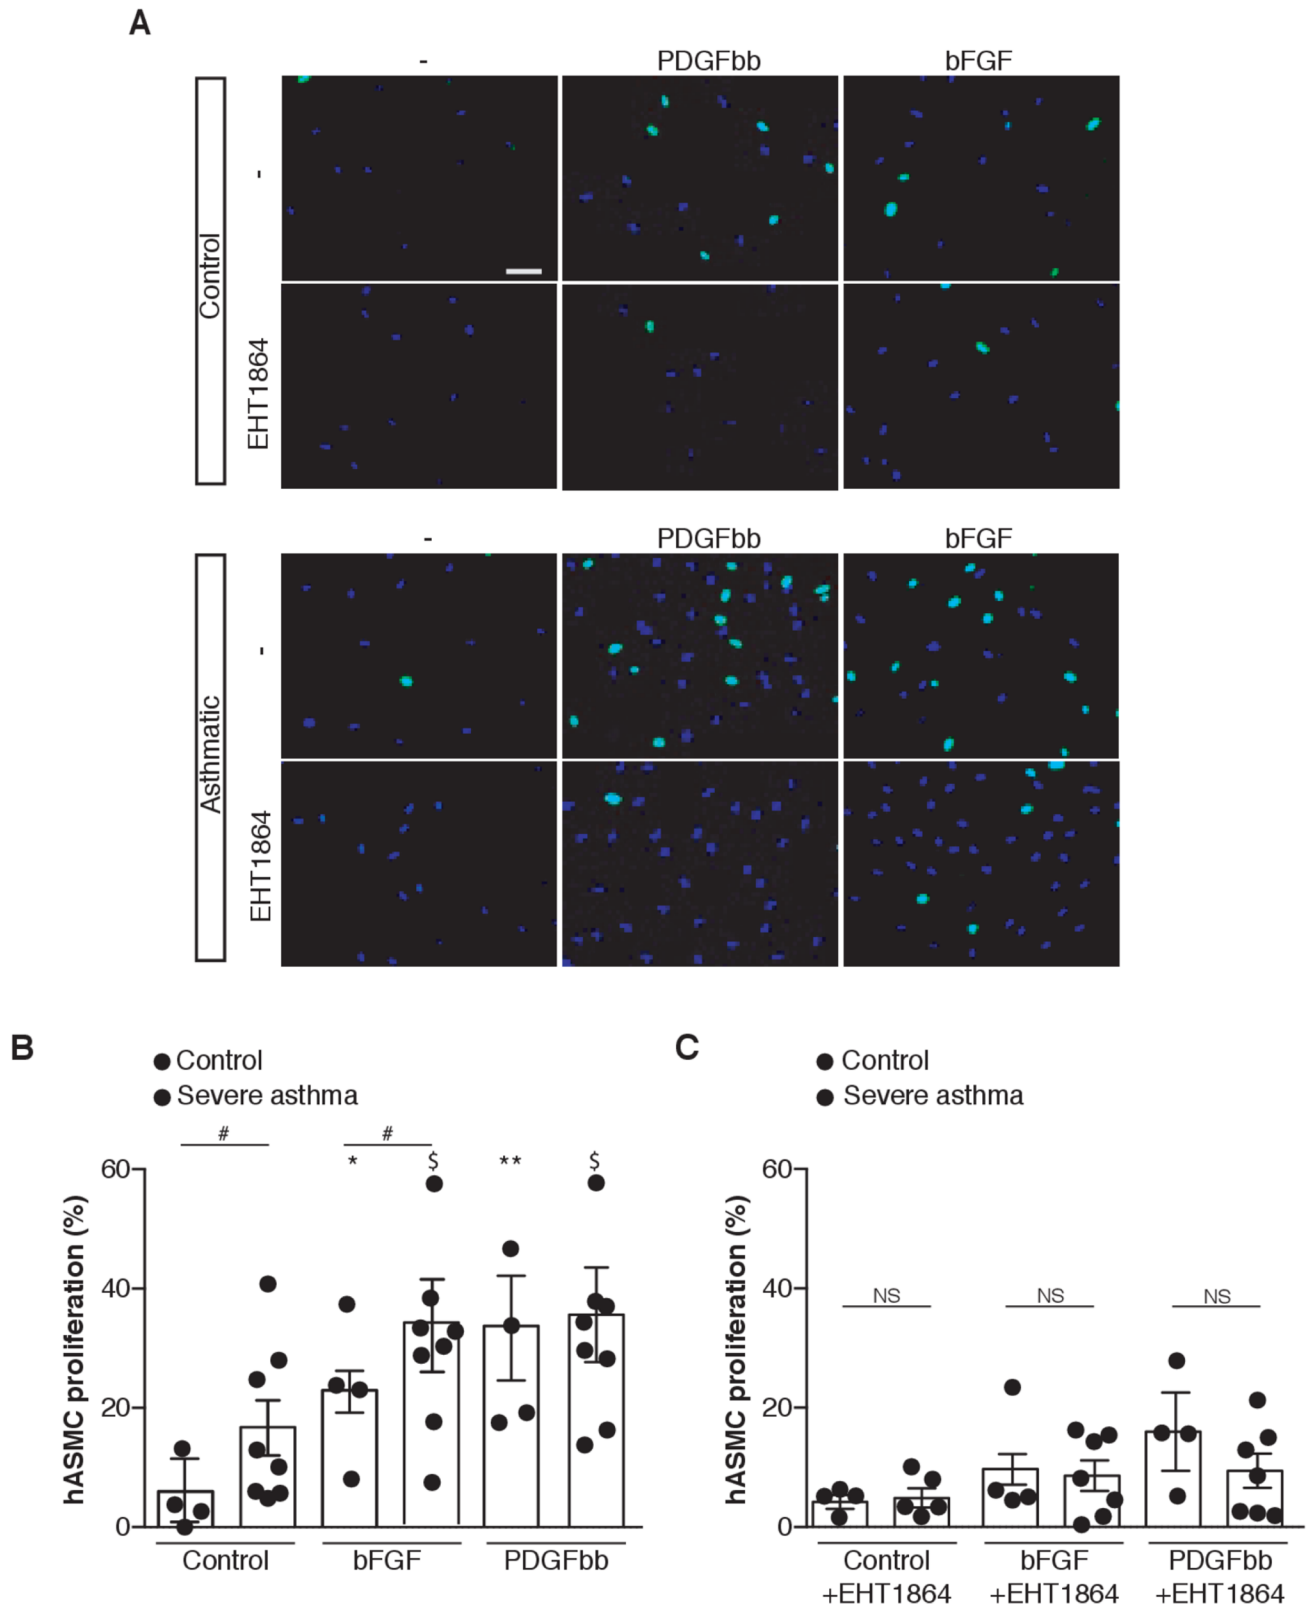 A
- PDGFbb bFGF
-
Control
EHT1864
- PDGFbb bFGF
-
Asthmatic
EHT1864
B
Control
Severe asthma
# #
* $ ** $
60
40
20
0
hASMC proliferation (%)
Control bFGF PDGFbb
C
Control
Severe asthma
60
40
20
0
hASMC proliferation (%)
NS NS NS
Control bFGF PDGFbb
+EHT1864 +EHT1864 +EHT1864